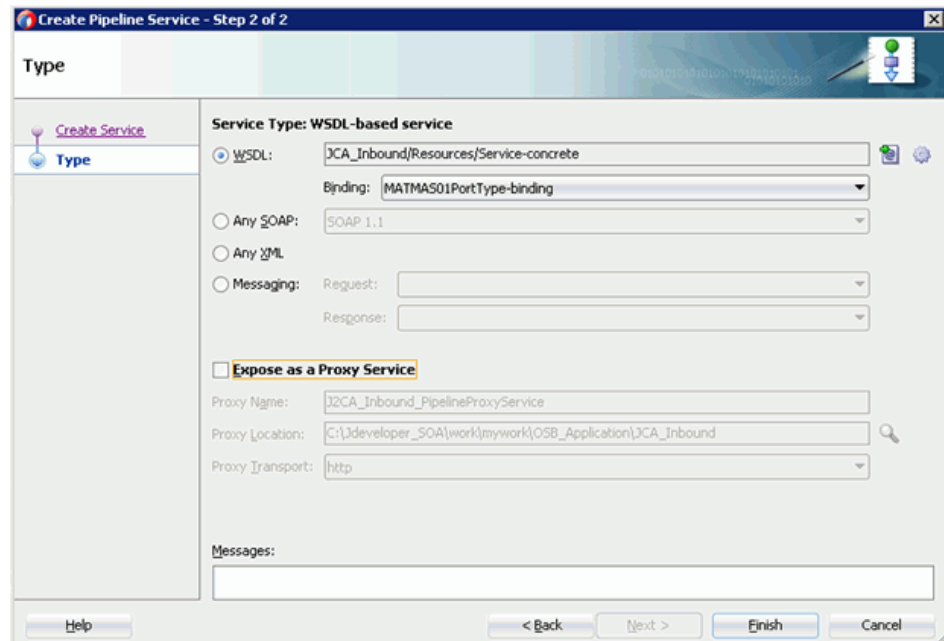 Create Pipeline Service - Step 2 of 2
Type
Create Service
Type
Service Type: WSDL-based service
WSDL: JCA_Inbound/Resources/Service-concrete
Binding: MATMAS01PortType-binding
Any SOAP: SOAP 1.1
Any XML
Messaging: Request:
Response:
Expose as a Proxy Service
Proxy Name: J2CA_Inbound_PipelineProxyService
Proxy Location: C:\Jdeveloper_SOA\work\mywork\OSB_Application\JCA_Inbound
Proxy Transport: http
Messages:
Help < Back Next > Finish Cancel